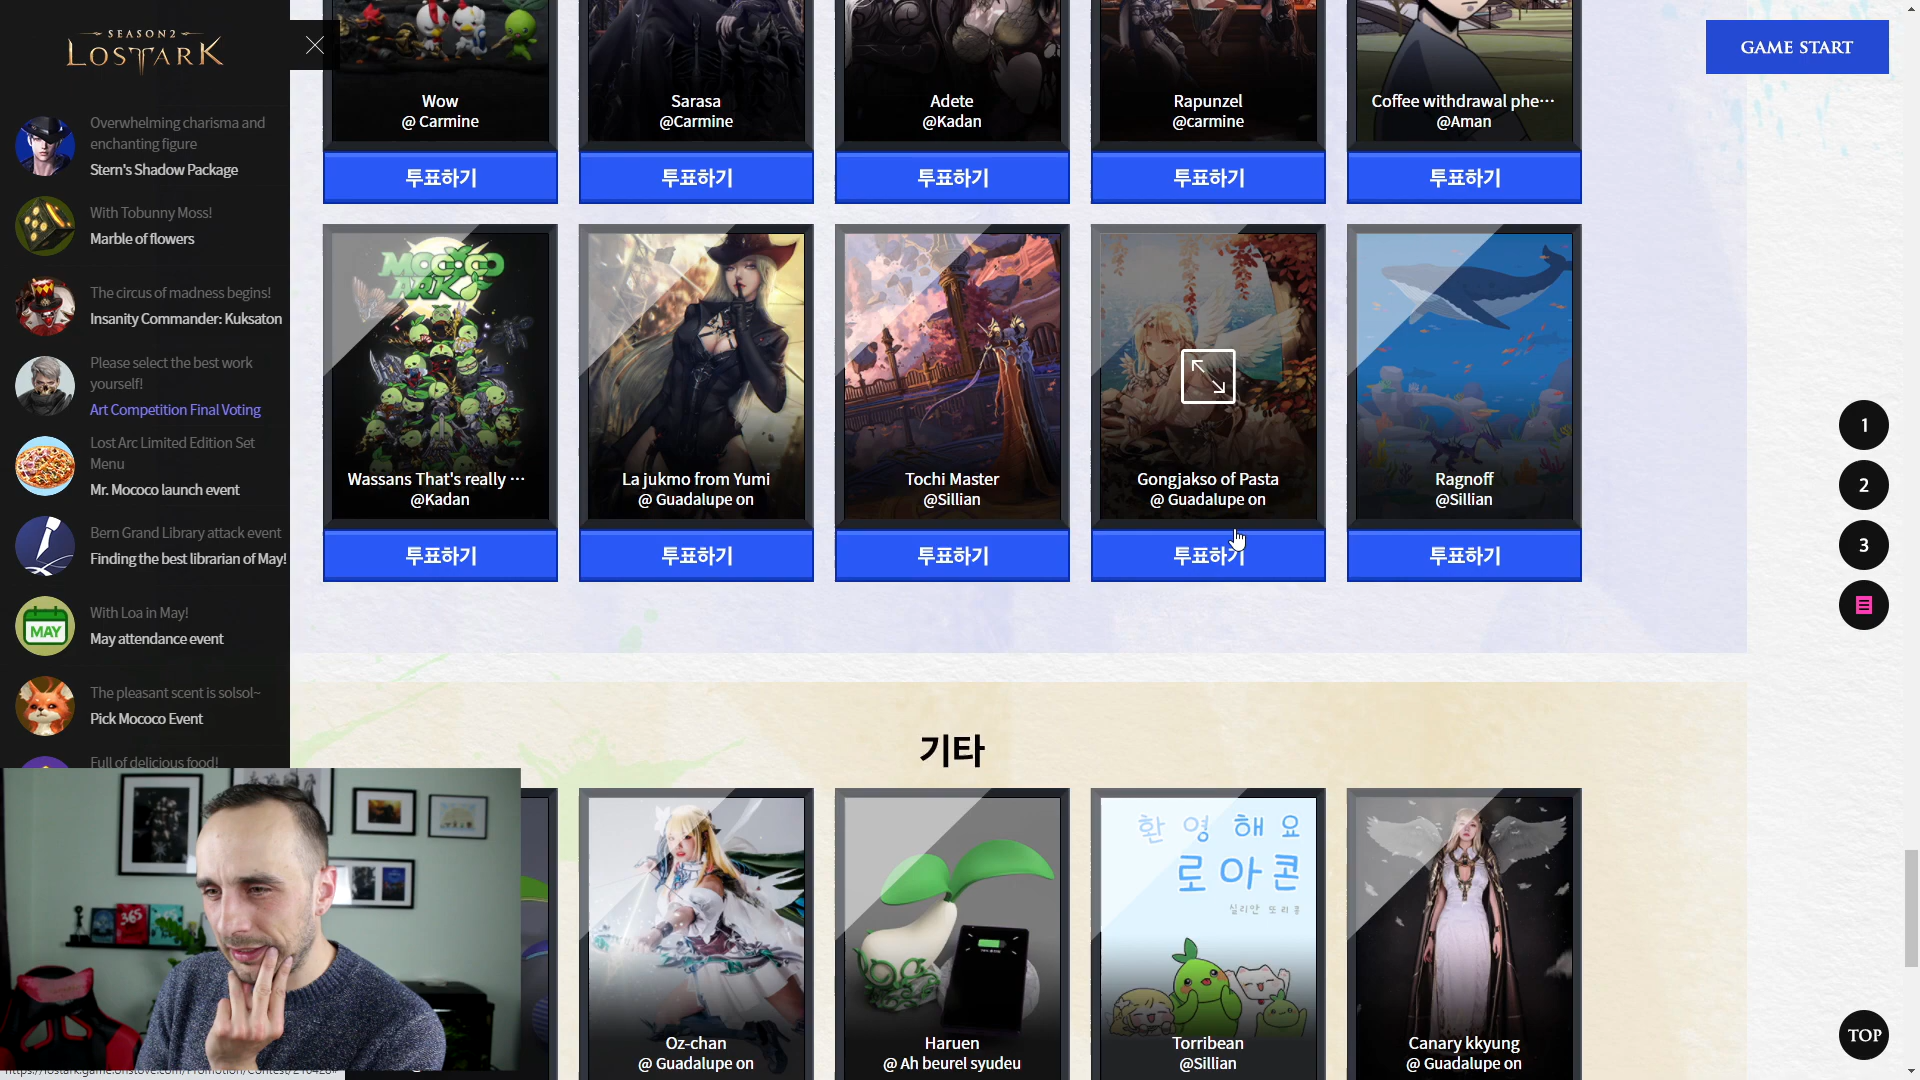 SEASON2
LOSTARK
Overwhelming charisma and
enchanting figure
Stern's Shadow Package
With Tobunny Moss!
Marble of flowers
The circus of madness begins!
Insanity Commander: Kuksaton
Please select the best work
yourself!
Art Competition Final Voting
Lost Arc Limited Edition Set
Menu
Mr. Mococo launch event
Bern Grand Library attack event
Finding the best librarian of May!
MAY
With Loa in May!
May attendance event
The pleasant scent is solsol~
Pick Mococo Event
Full of delicious food!
GAME START
Wow
@ Carmine
Sarasa
@Carmine
Adete
@Kadan
Rapunzel
@carmine
Coffee withdrawal phe···
@Aman
투표하기
투표하기
투표하기
투표하기
투표하기
MOCOCO
ARK
Wassans That's really ···
@Kadan
La jukmo from Yumi
@ Guadalupe on
Tochi Master
@Sillian
Gongjakso of Pasta
@ Guadalupe on
Ragnoff
@Sillian
투표하기
투표하기
투표하기
투표하기
투표하기
1
2
3
기타
환영해요
로아콘
실리안 또리콩
Oz-chan
@ Guadalupe on
Haruen
@ Ah beurel syudeu
Torribean
@Sillian
Canary kkyung
@ Guadalupe on
365
TOP